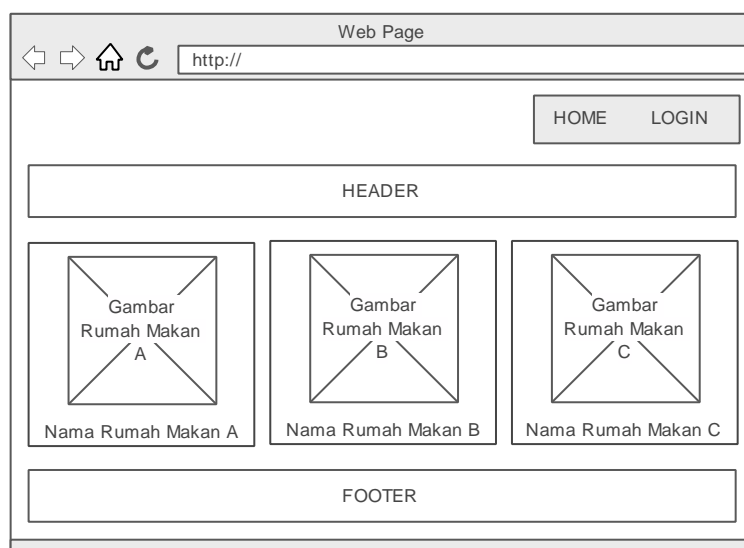 Web Page
http://
HOME LOGIN
HEADER
Gambar
Rumah Makan
A
Nama Rumah Makan A
Gambar
Rumah Makan
B
Nama Rumah Makan B
Gambar
Rumah Makan
C
Nama Rumah Makan C
FOOTER